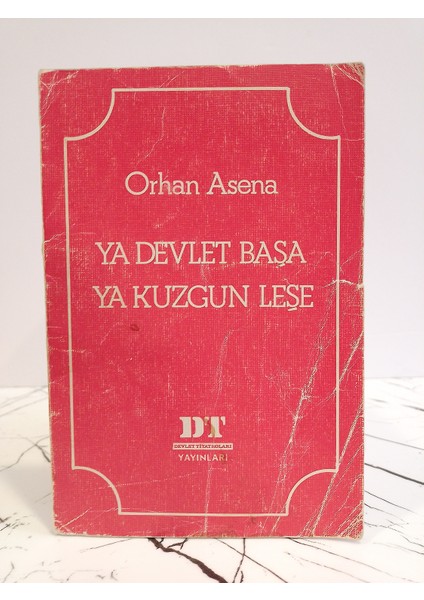 Orhan Asena
YA DEVLET BAŞA
YA KUZGUN LEŞE
DT
DEVLET TİYATROLARI
YAYINLARI